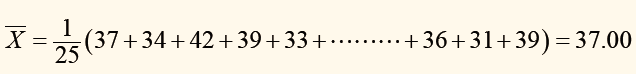 X̅ = 1/25 (37 + 34 + 42 + 39 + 33 + ········· + 36 + 31 + 39) = 37.00